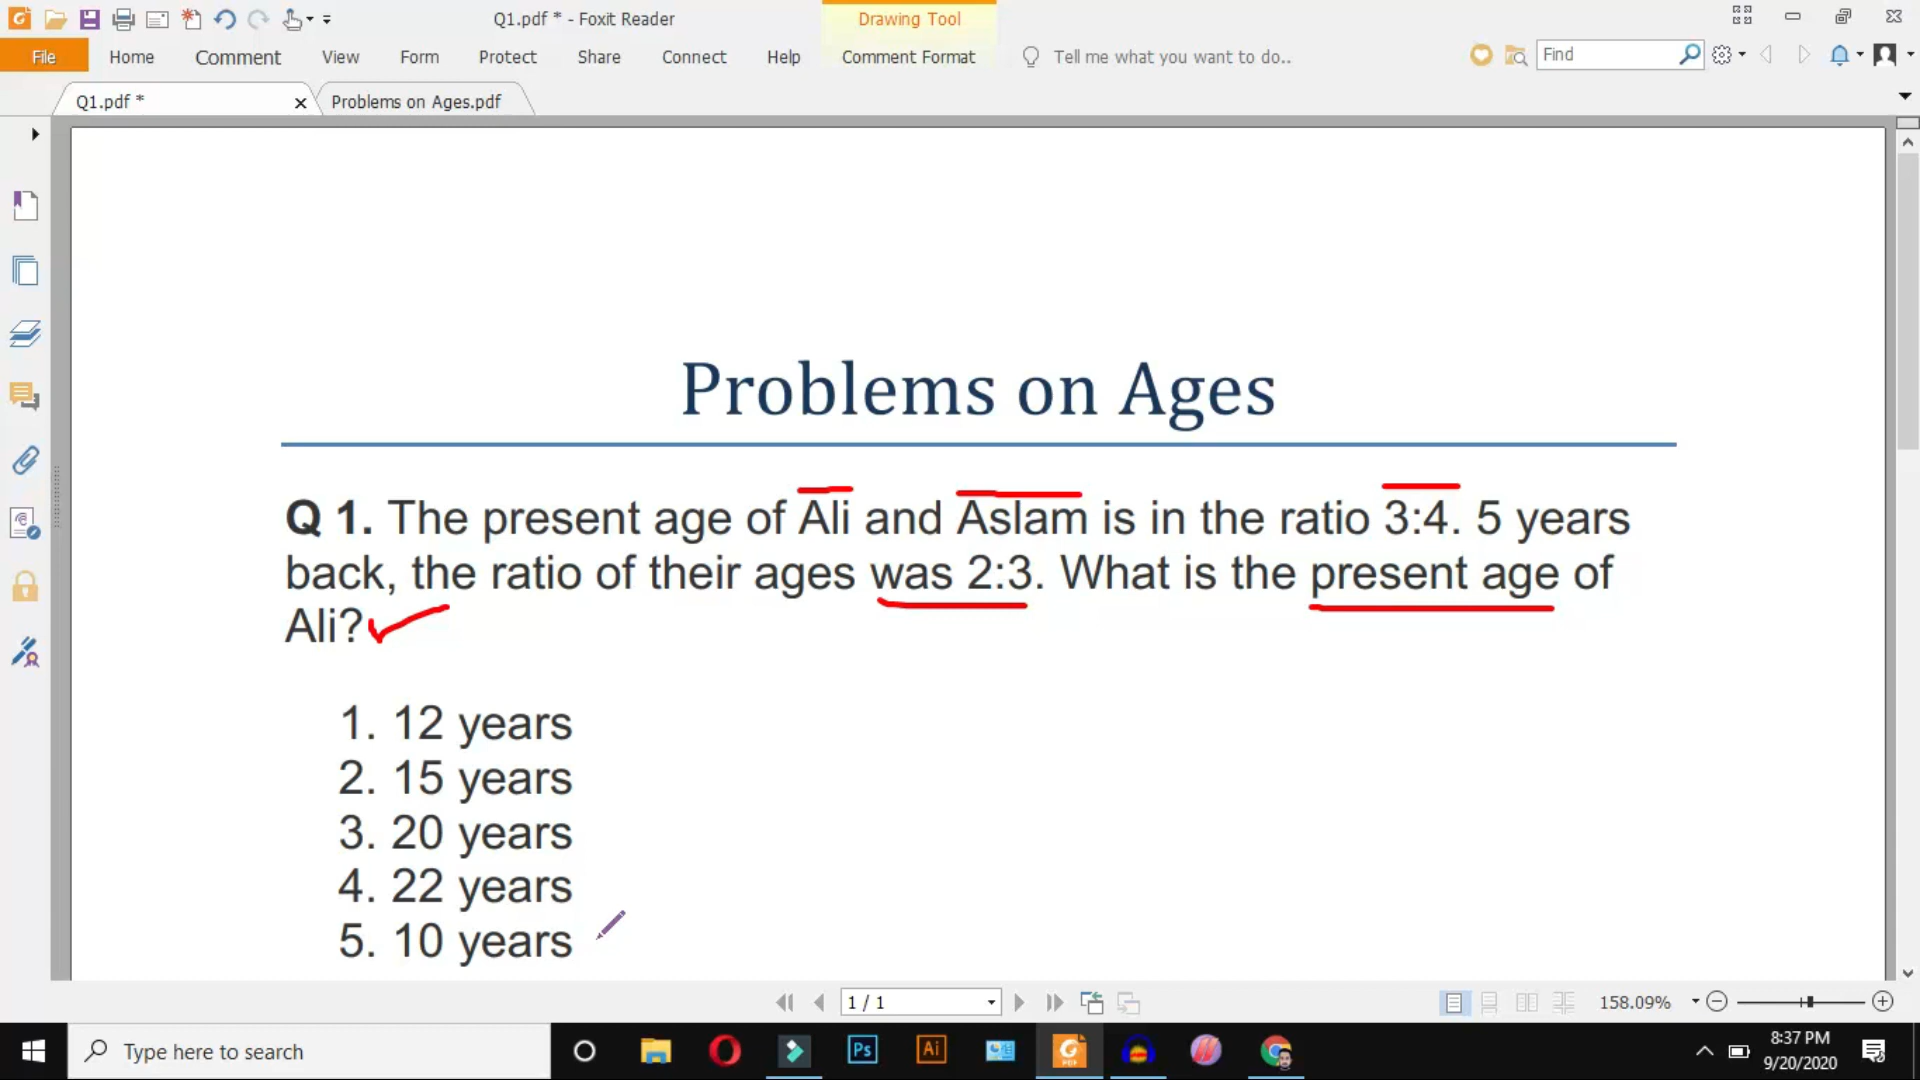 Q1.pdf * - Foxit Reader
Drawing Tool
File Home Comment View Form Protect Share Connect Help Comment Format Tell me what you want to do.. Find
Q1.pdf * Problems on Ages.pdf
Problems on Ages
Q 1. The present age of Ali and Aslam is in the ratio 3:4. 5 years
back, the ratio of their ages was 2:3. What is the present age of
Ali?
1. 12 years
2. 15 years
3. 20 years
4. 22 years
5. 10 years
1 / 1 158.09%
Type here to search Ps Ai 8:37 PM
9/20/2020